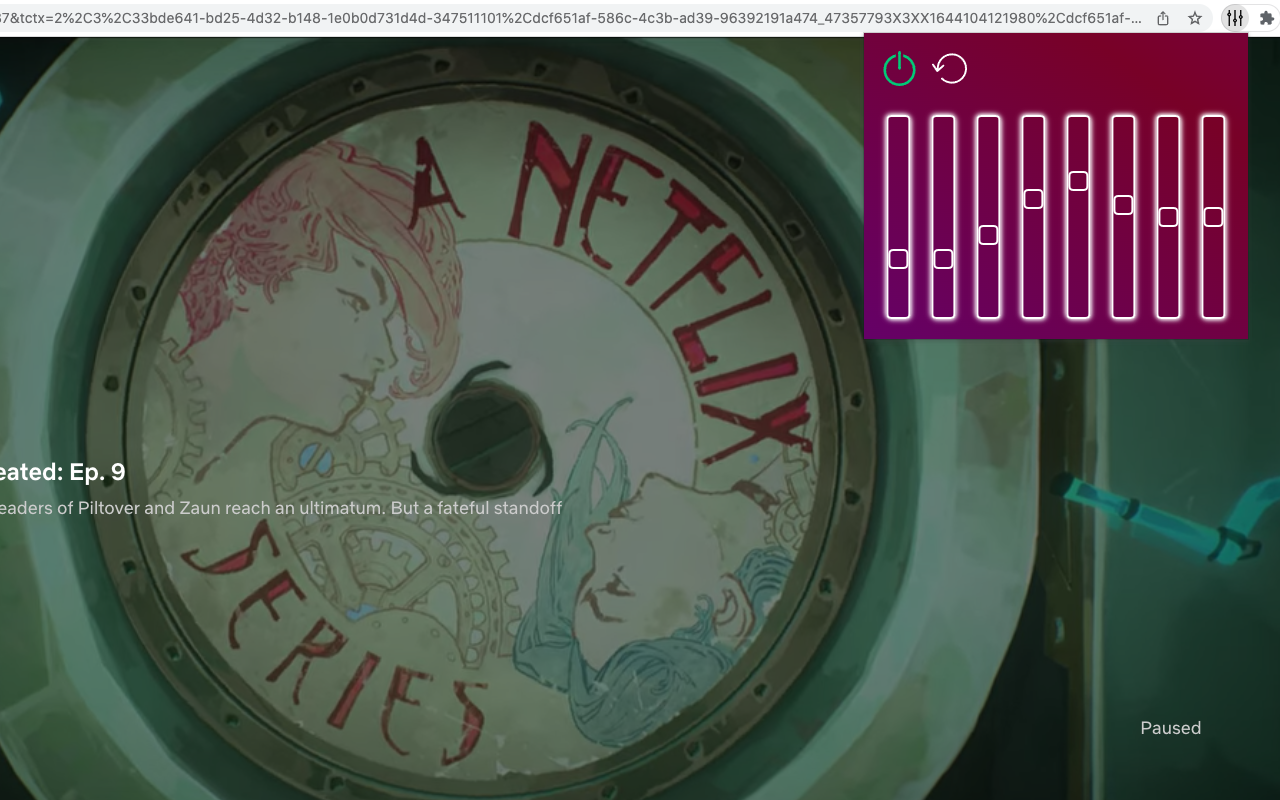 37&tctx=2%2C3%2C33bde641-bd25-4d32-b148-1e0b0d731d4d-347511101%2Cdcf651af-586c-4c3b-ad39-96392191a474_47357793X3XX1644104121980%2Cdcf651af-...
A NETFLIX
SERIES
eated: Ep. 9
eaders of Piltover and Zaun reach an ultimatum. But a fateful standoff
Paused